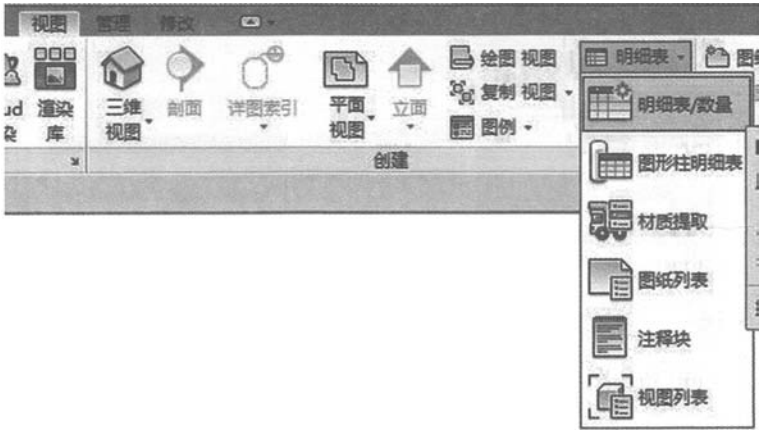 视图 管理 修改
ud 渲染 三维 剖面 详图索引 平面 立面 绘图 视图 明细表
染 库 视图 视图 复制 视图
图例
创建
明细表/数量
图形柱明细表
材质提取
图纸列表
注释块
视图列表